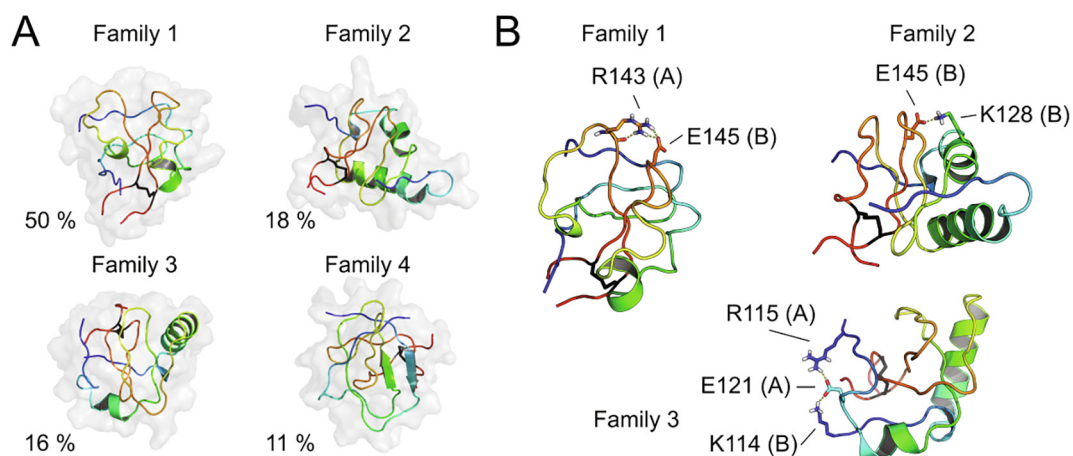 A
Family 1
Family 2
50 %
18 %
Family 3
Family 4
16 %
11 %
B
Family 1
Family 2
R143 (A)
E145 (B)
E145 (B)
K128 (B)
R115 (A)
E121 (A)
Family 3
K114 (B)